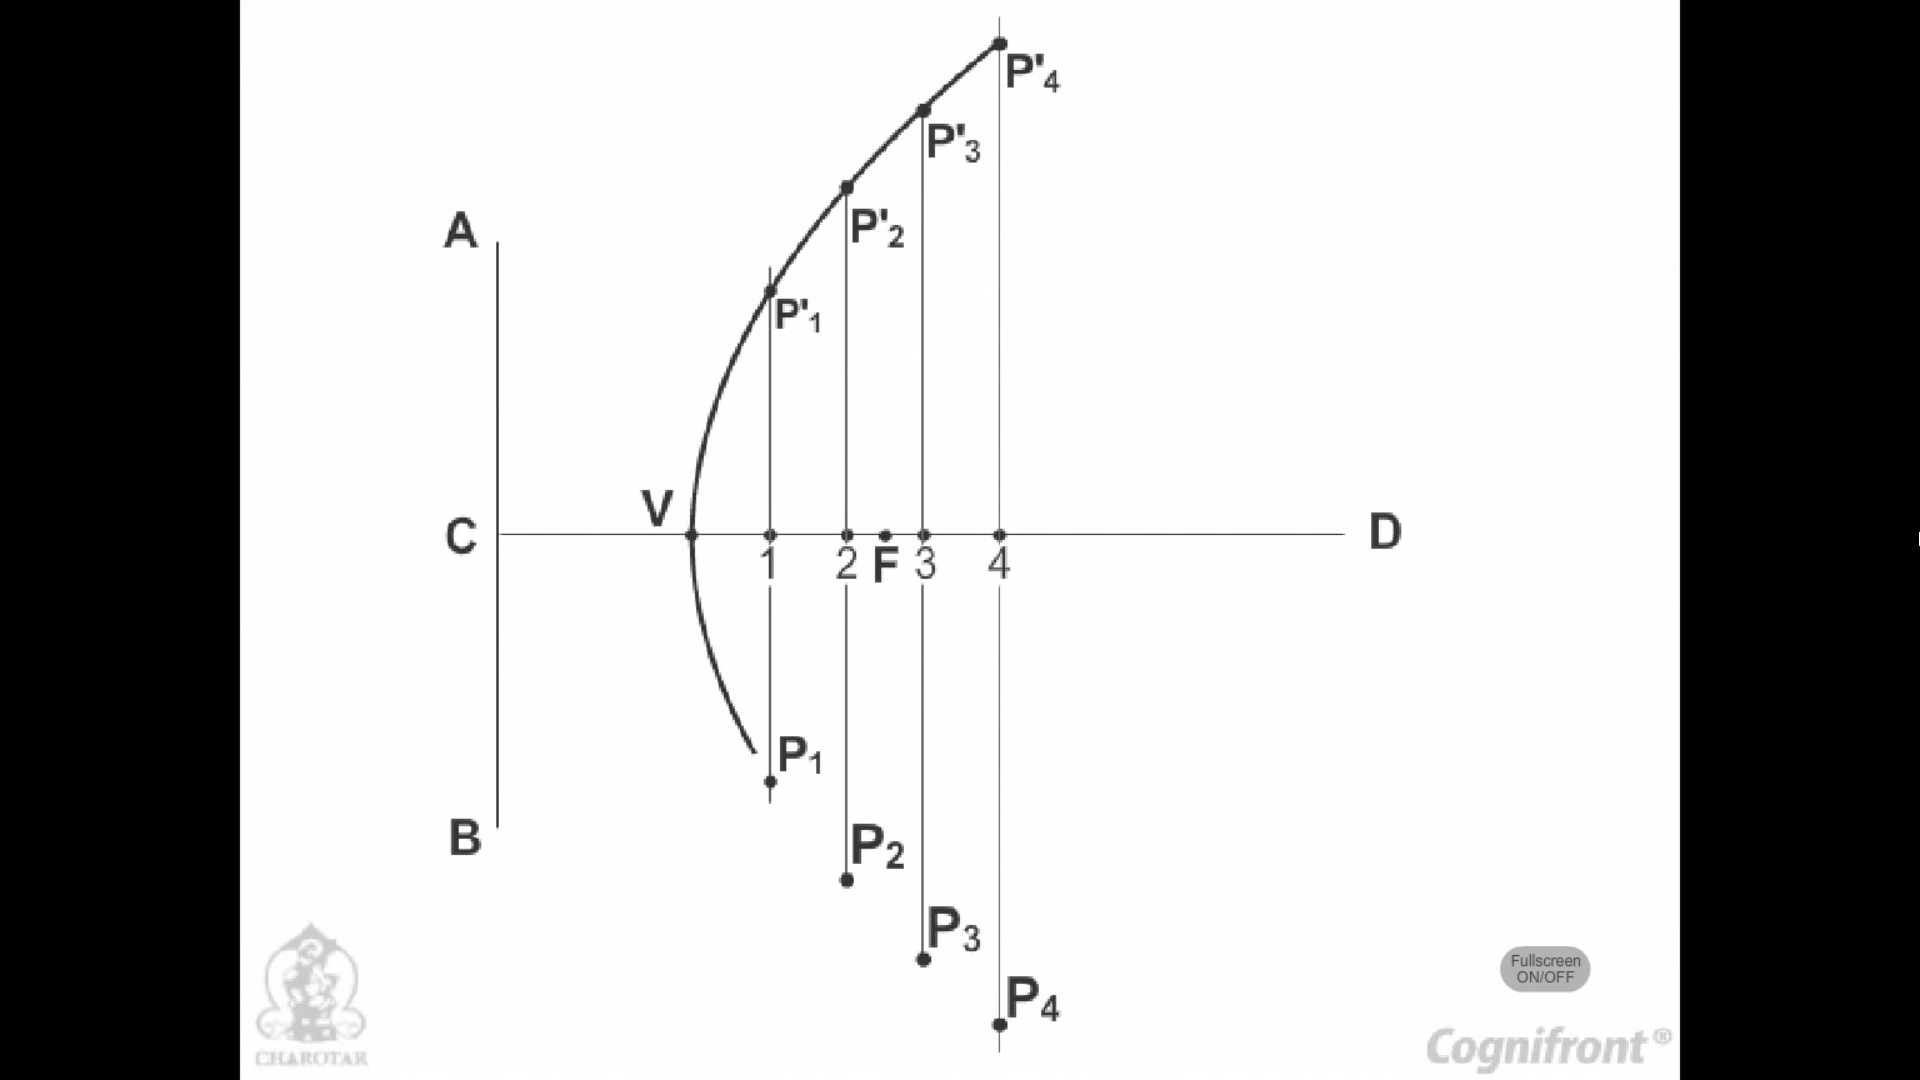 P'4
P'3
P'2
A
P'1
V
C
D
1 2 F 3 4
P1
B
P2
P3
P4
Fullscreen
ON/OFF
Cognifront®
CHAROTAR